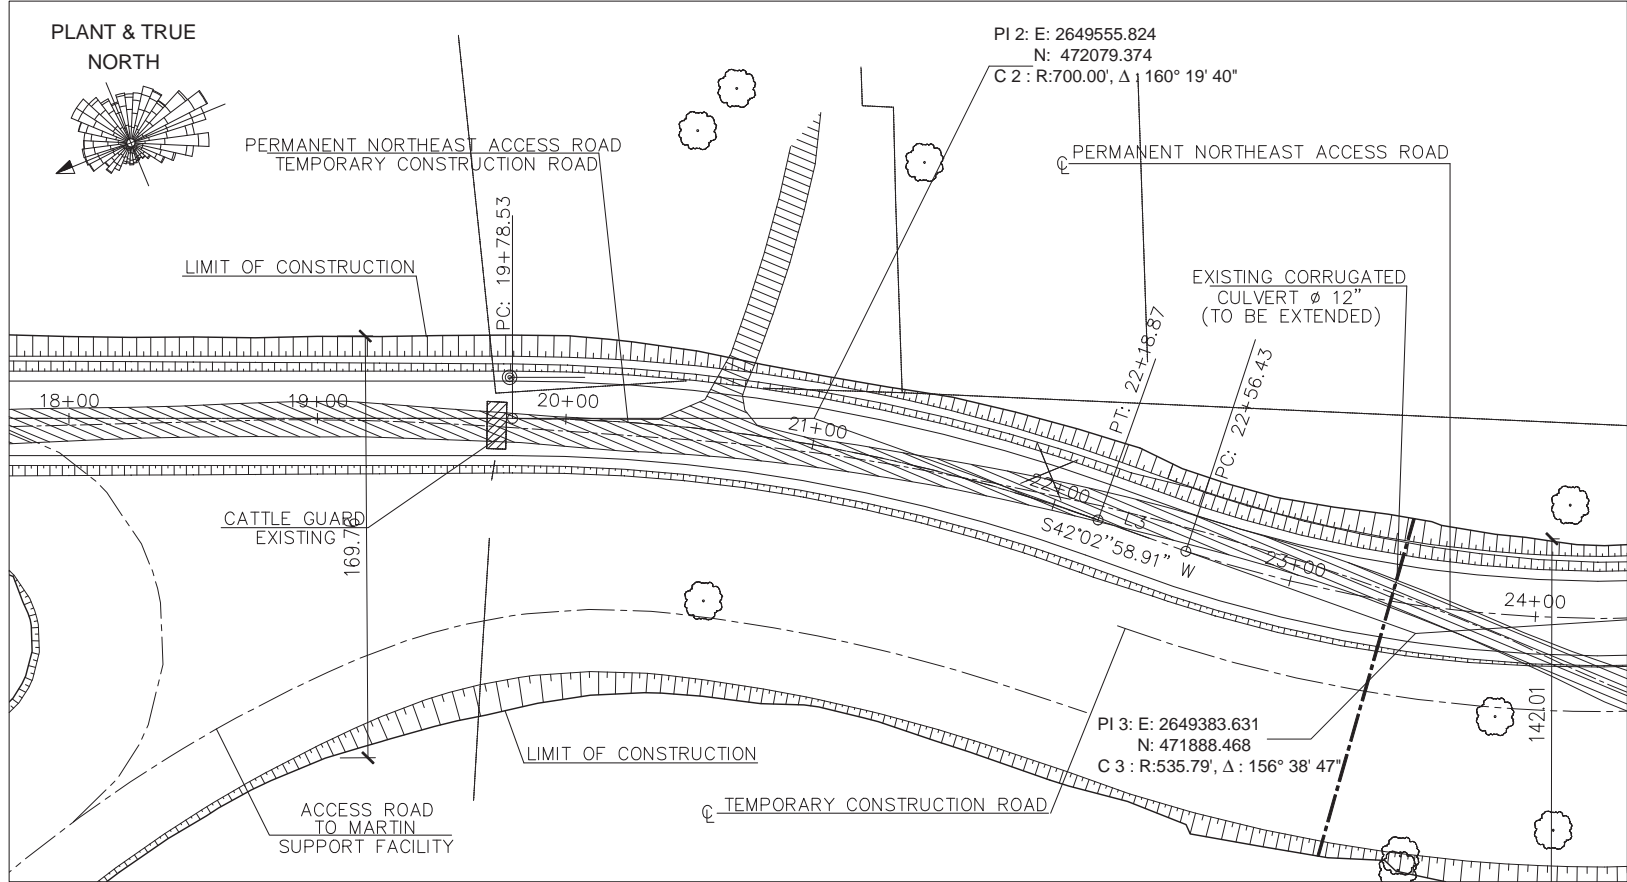 PLANT & TRUE
NORTH
PI 2: E: 2649555.824
N: 472079.374
C 2 : R:700.00', Δ : 160° 19' 40"
PERMANENT NORTHEAST ACCESS ROAD
TEMPORARY CONSTRUCTION ROAD
℄ PERMANENT NORTHEAST ACCESS ROAD
PC: 19+78.53
LIMIT OF CONSTRUCTION
EXISTING CORRUGATED
CULVERT ø 12"
(TO BE EXTENDED)
PT: 22+18.87
PC: 22+56.43
18+00
19+00
20+00
21+00
22+00
L3
S42°02''58.91" W
23+00
24+00
CATTLE GUARD
EXISTING
169.78
142.01
PI 3: E: 2649383.631
N: 471888.468
C 3 : R:535.79', Δ : 156° 38' 47"
LIMIT OF CONSTRUCTION
℄ TEMPORARY CONSTRUCTION ROAD
ACCESS ROAD
TO MARTIN
SUPPORT FACILITY